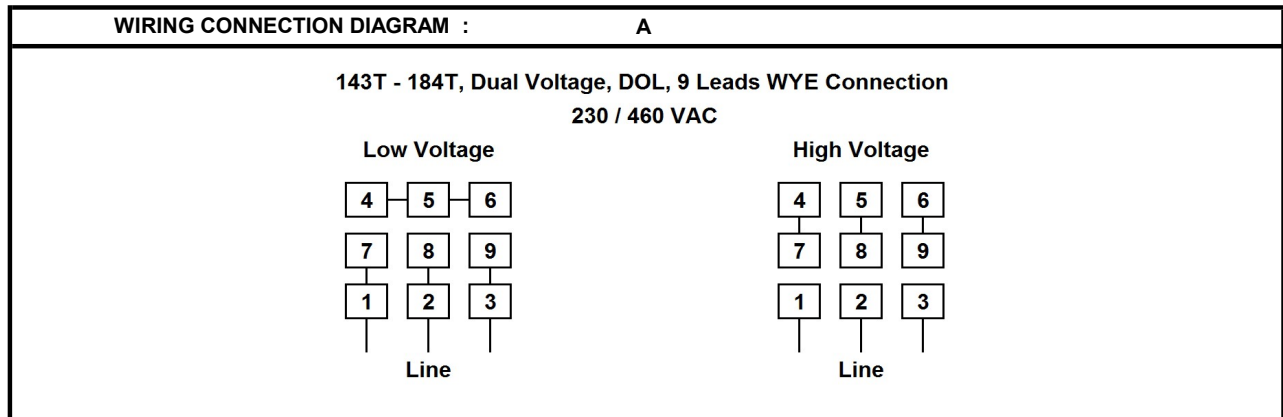 WIRING CONNECTION DIAGRAM : A
143T - 184T, Dual Voltage, DOL, 9 Leads WYE Connection
230 / 460 VAC
Low Voltage High Voltage
4 5 6 4 5 6
7 8 9 7 8 9
1 2 3 1 2 3
Line Line